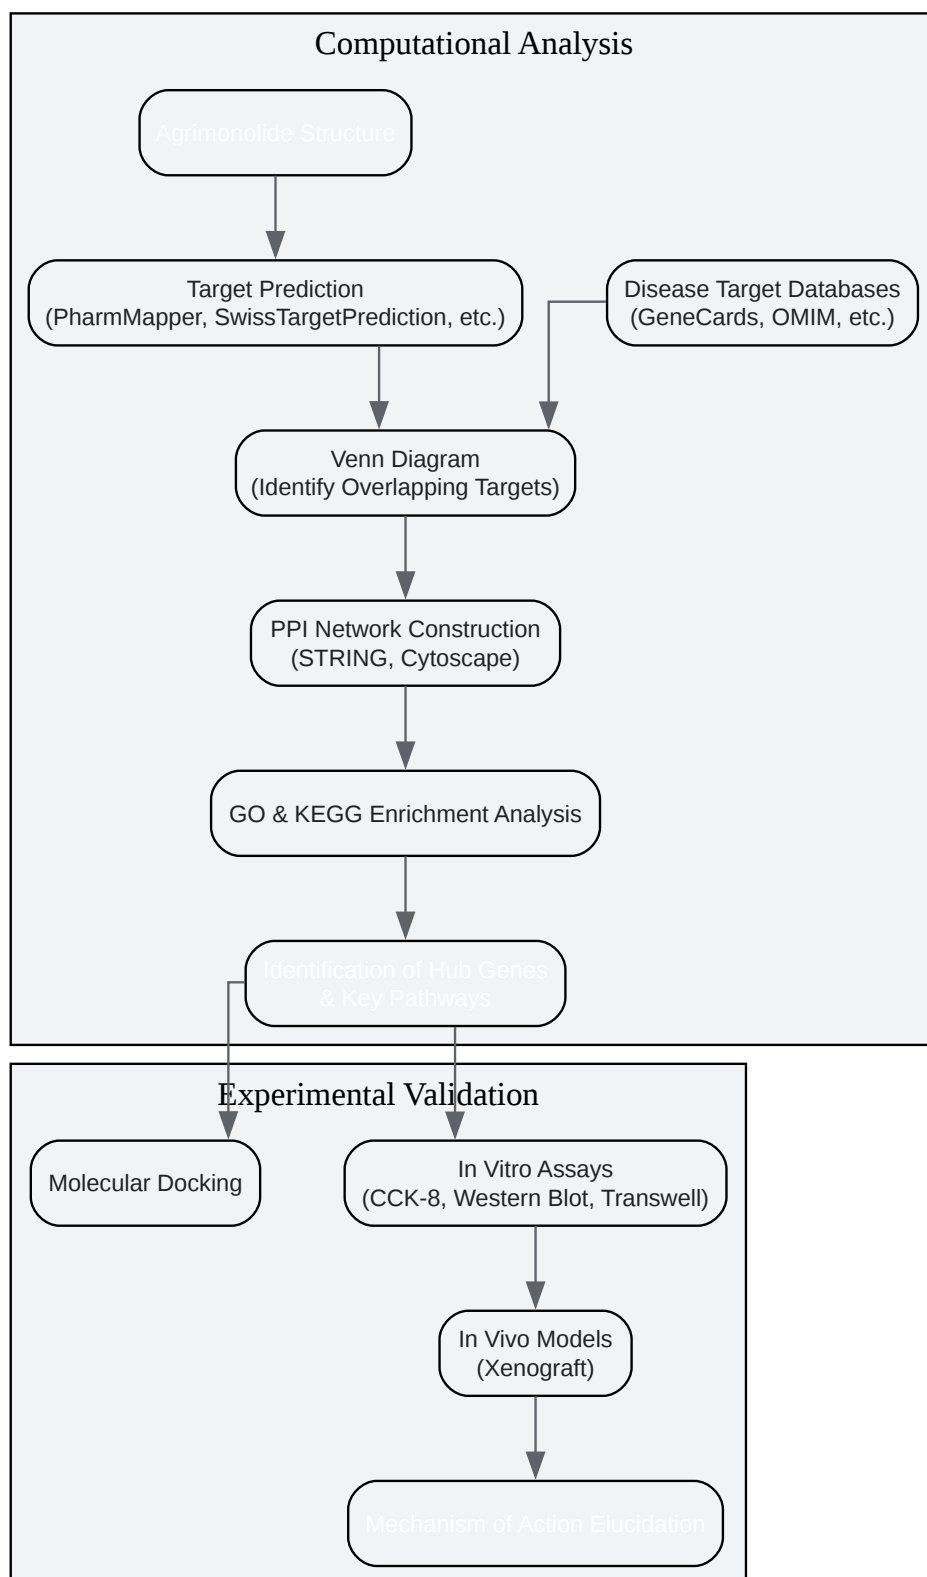 Computational Analysis
Agrimonolide Structure
Target Prediction
(PharmMapper, SwissTargetPrediction, etc.)
Disease Target Databases
(GeneCards, OMIM, etc.)
Venn Diagram
(Identify Overlapping Targets)
PPI Network Construction
(STRING, Cytoscape)
GO & KEGG Enrichment Analysis
Identification of Hub Genes
& Key Pathways
Experimental Validation
Molecular Docking
In Vitro Assays
(CCK-8, Western Blot, Transwell)
In Vivo Models
(Xenograft)
Mechanism of Action Elucidation